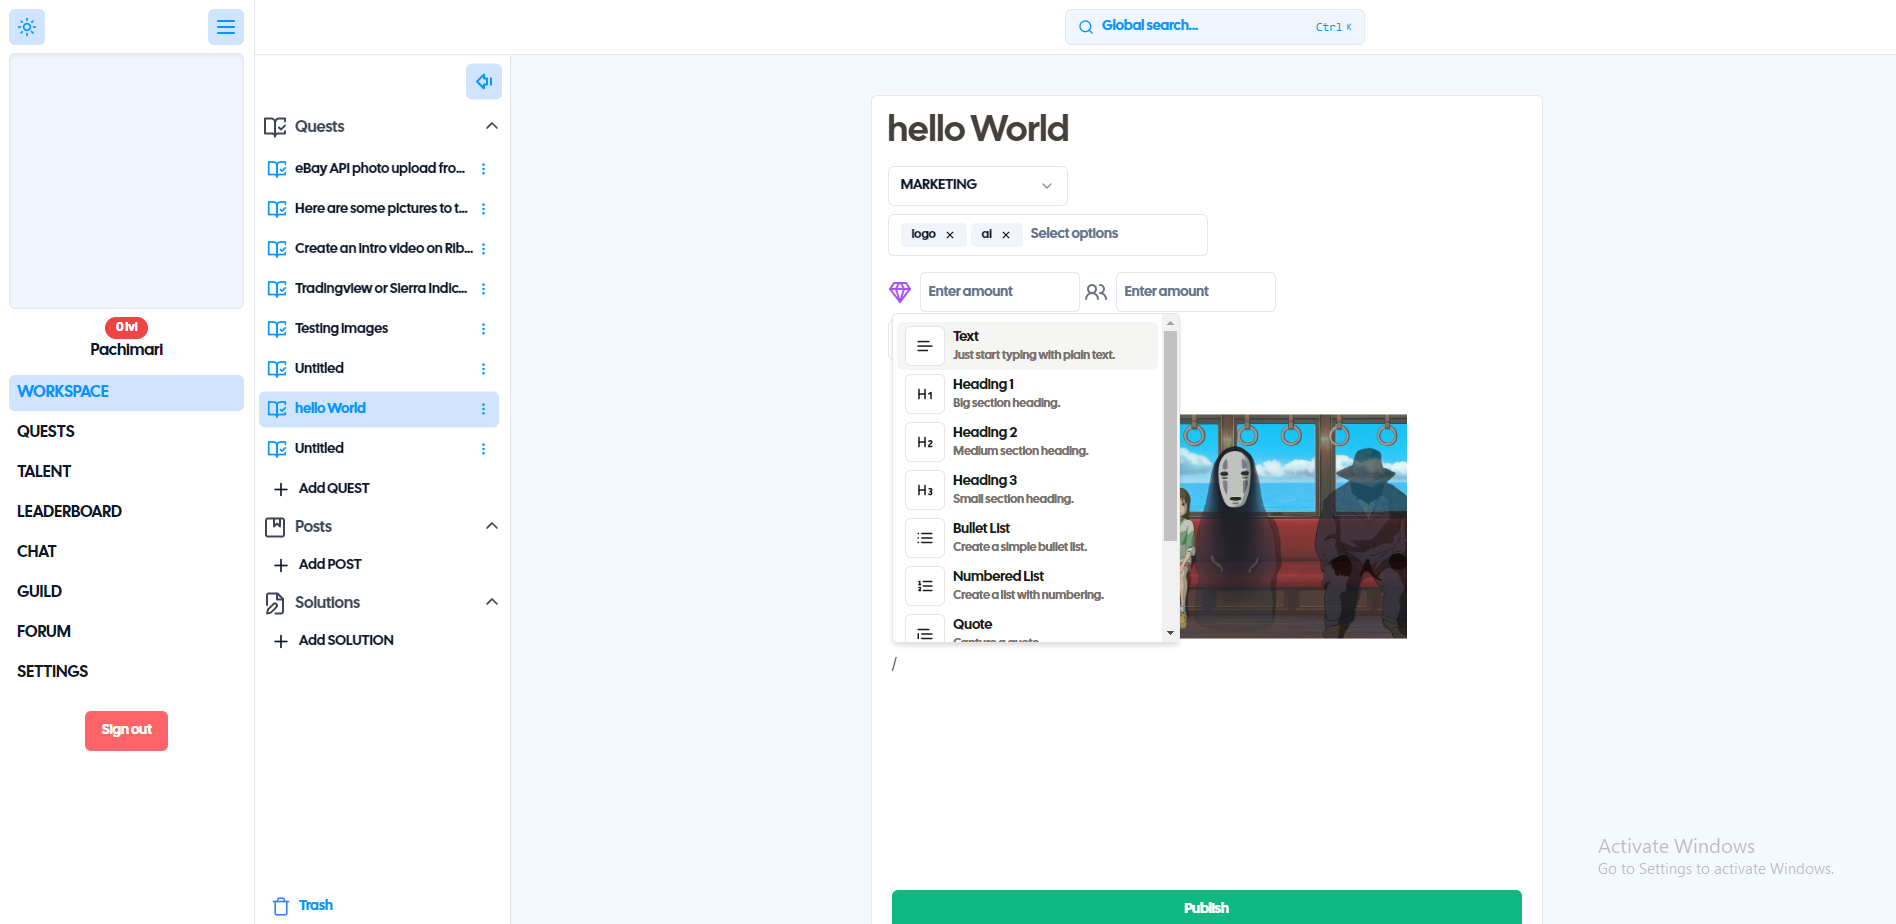 Global search...
Ctrl K
0 lvl
Pachimari
WORKSPACE
QUESTS
TALENT
LEADERBOARD
CHAT
GUILD
FORUM
SETTINGS
Sign out
Quests
eBay API photo upload fro...
Here are some pictures to t...
Create an intro video on Rib...
Tradingview or Sierra Indic...
Testing images
Untitled
hello World
Untitled
Add QUEST
Posts
Add POST
Solutions
Add SOLUTION
Trash
hello World
MARKETING
logo × ai × Select options
Enter amount
Enter amount
Text
Just start typing with plain text.
H1 Heading 1
Big section heading.
H2 Heading 2
Medium section heading.
H3 Heading 3
Small section heading.
Bullet List
Create a simple bullet list.
Numbered List
Create a list with numbering.
Quote
Capture a quote.
/
Publish
Activate Windows
Go to Settings to activate Windows.